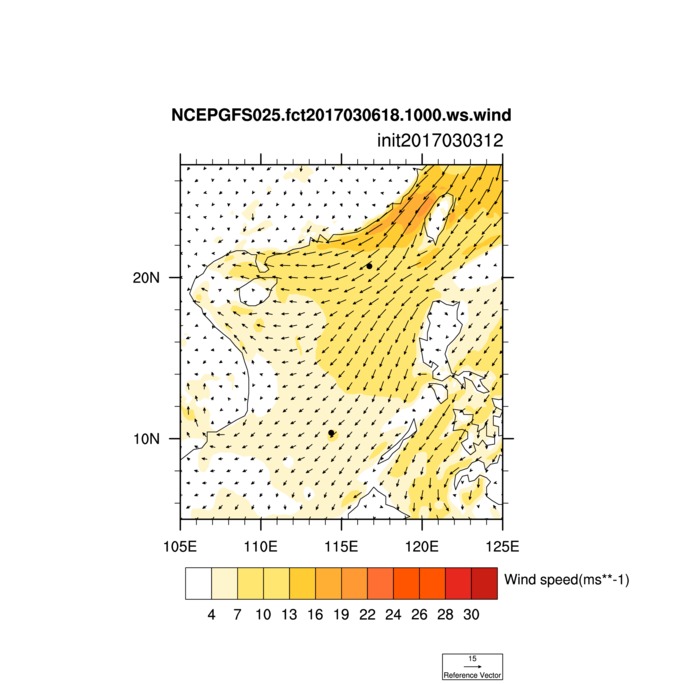 NCEPGFS025.fct2017030618.1000.ws.wind
init2017030312
20N
10N
105E 110E 115E 120E 125E
Wind speed(ms**-1)
4 7 10 13 16 19 22 24 26 28 30
15
Reference Vector